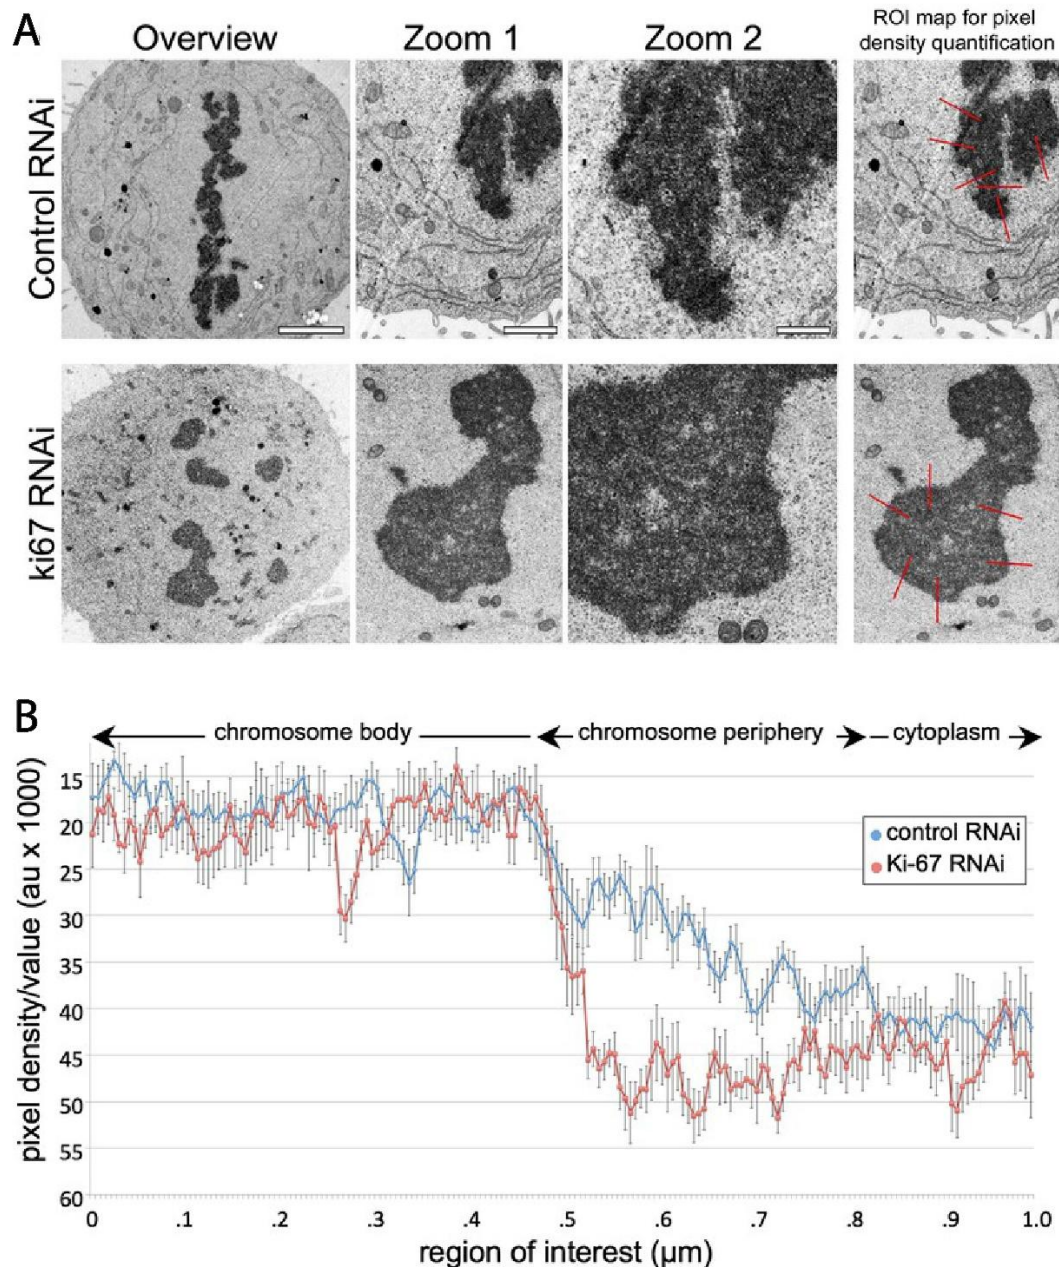 A
Overview
Zoom 1
Zoom 2
ROI map for pixel
density quantification
Control RNAi
ki67 RNAi
B
chromosome body
chromosome periphery
cytoplasm
pixel density/value (au x 1000)
15
20
25
30
35
40
45
50
55
60
control RNAi
Ki-67 RNAi
0 .1 .2 .3 .4 .5 .6 .7 .8 .9 1.0
region of interest (µm)